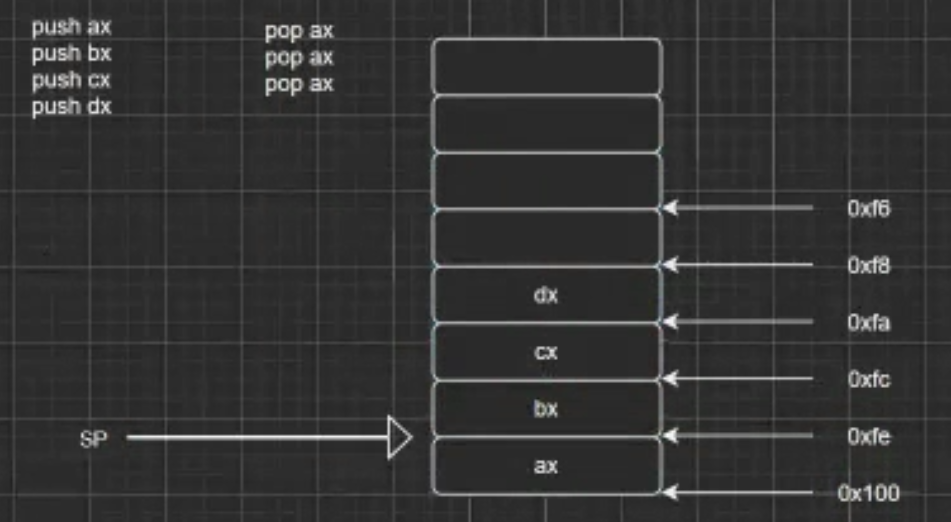 push ax
push bx
push cx
push dx
pop ax
pop ax
pop ax
0xf6
0xf8
dx
0xfa
cx
0xfc
bx
SP
0xfe
ax
0x100